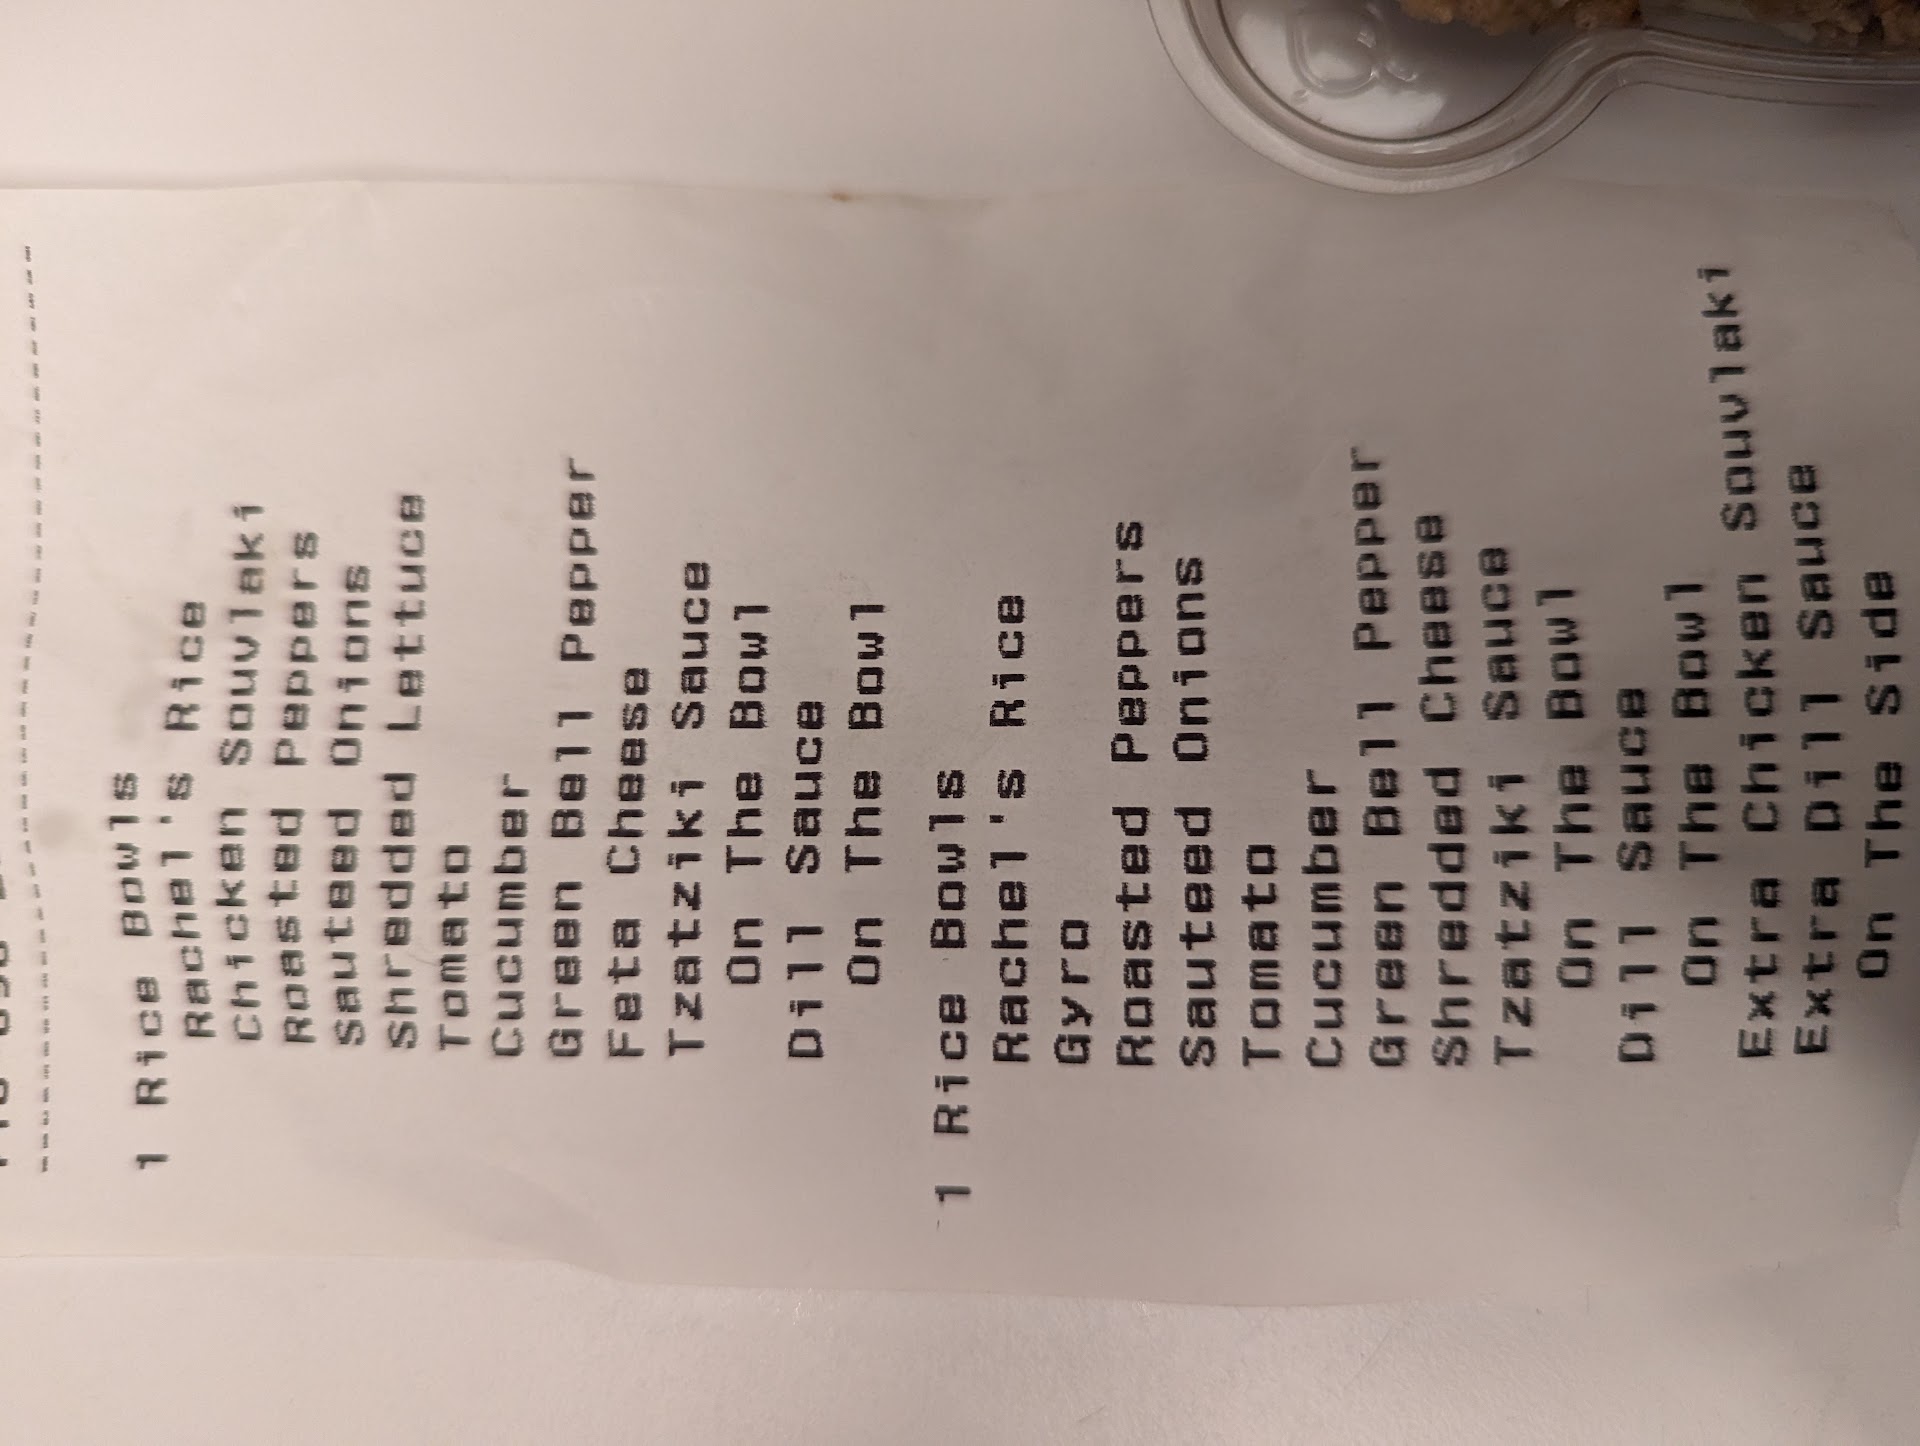 1 Rice Bowls
Rachel's Rice
Chicken Souvlaki
Roasted Peppers
Sauteed Onions
Shredded Lettuce
Tomato
Cucumber
Green Bell Pepper
Feta Cheese
Tzatziki Sauce
On The Bowl
Dill Sauce
On The Bowl
1 Rice Bowls
Rachel's Rice
Gyro
Roasted Peppers
Sauteed Onions
Tomato
Cucumber
Green Bell Pepper
Shredded Cheese
Tzatziki Sauce
On The Bowl
Dill Sauce
On The Bowl
Extra Chicken Souvlaki
Extra Dill Sauce
On The Side